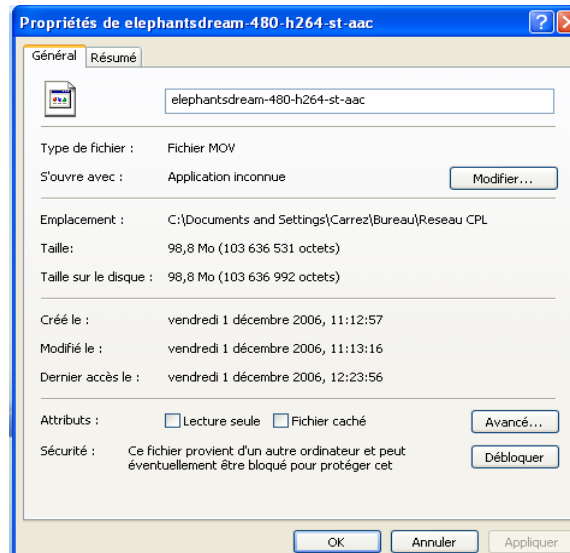 Propriétés de elephantsdream-480-h264-st-aac
Général Résumé
elephantsdream-480-h264-st-aac
Type de fichier : Fichier MOV
S'ouvre avec : Application inconnue Modifier...
Emplacement : C:\Documents and Settings\Carrez\Bureau\Reseau CPL
Taille: 98,8 Mo (103 636 531 octets)
Taille sur le disque : 98,8 Mo (103 636 992 octets)
Créé le : vendredi 1 décembre 2006, 11:12:57
Modifié le : vendredi 1 décembre 2006, 11:13:16
Dernier accès le : vendredi 1 décembre 2006, 12:23:56
Attributs : Lecture seule Fichier caché Avancé...
Sécurité : Ce fichier provient d'un autre ordinateur et peut
éventuellement être bloqué pour protéger cet Débloquer
OK Annuler Appliquer